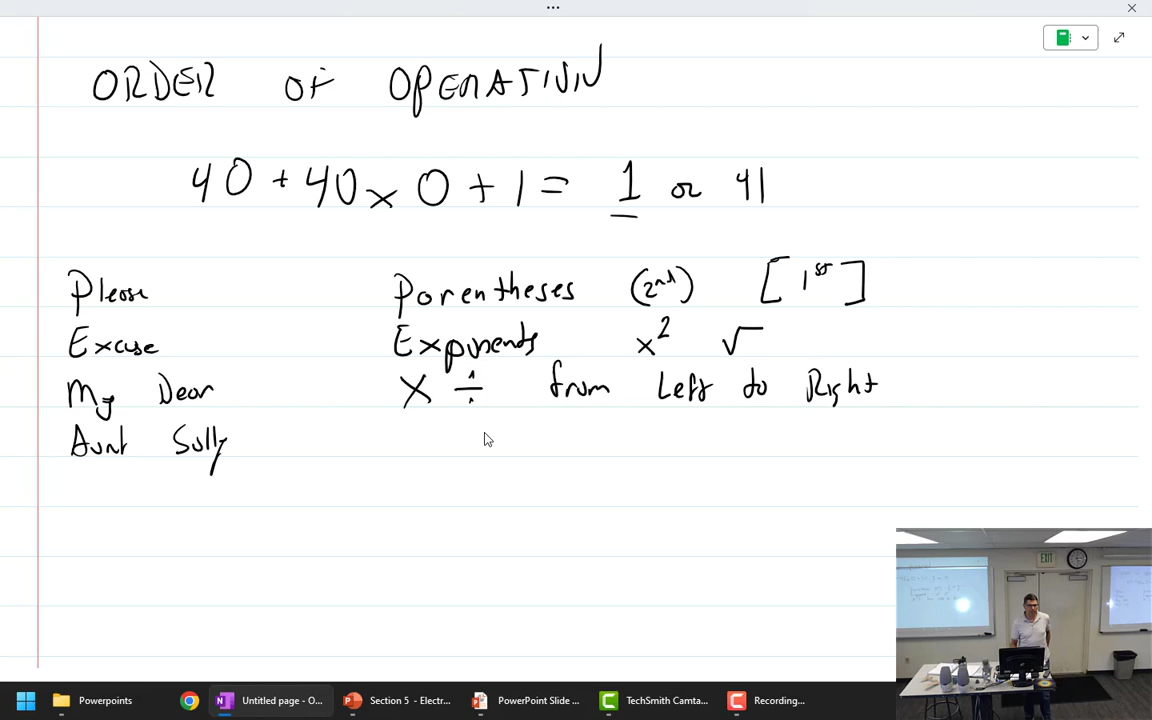 ORDER OF OPERATION
40 + 40 x 0 + 1 = 1 or 41
Please Parentheses (2nd) [1st]
Excuse Exponents x² √
My Dear X ÷ from Left to Right
Aunt Sally
EXIT
Powerpoints
Untitled page - O...
Section 5 - Electr...
PowerPoint Slide ...
TechSmith Camta...
Recording...